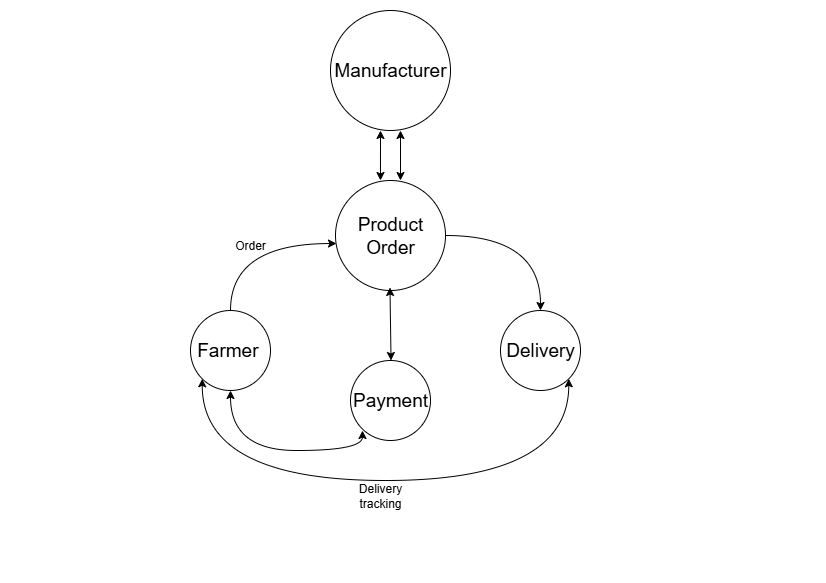 Manufacturer
Product
Order
Order
Farmer
Delivery
Payment
Delivery
tracking